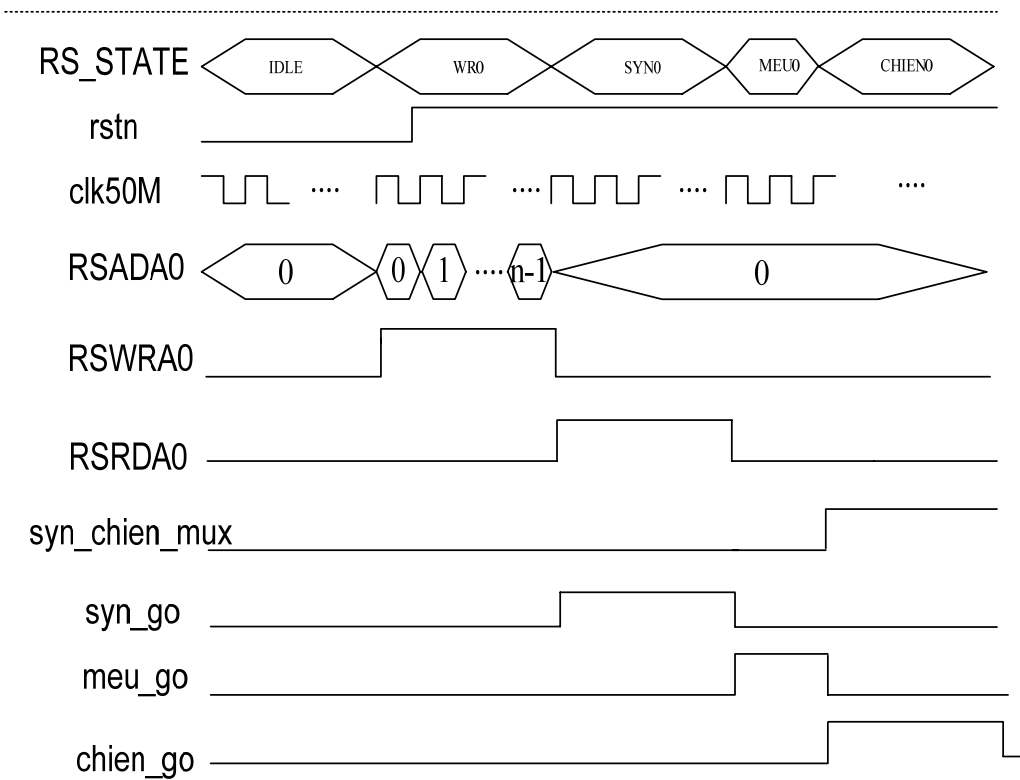 RS_STATE IDLE WR0 SYN0 MEU0 CHIEN0
rstn
clk50M .... .... .... ....
RSADA0 0 0 1 ···· n-1 0
RSWRA0
RSRDA0
syn_chien_mux
syn_go
meu_go
chien_go